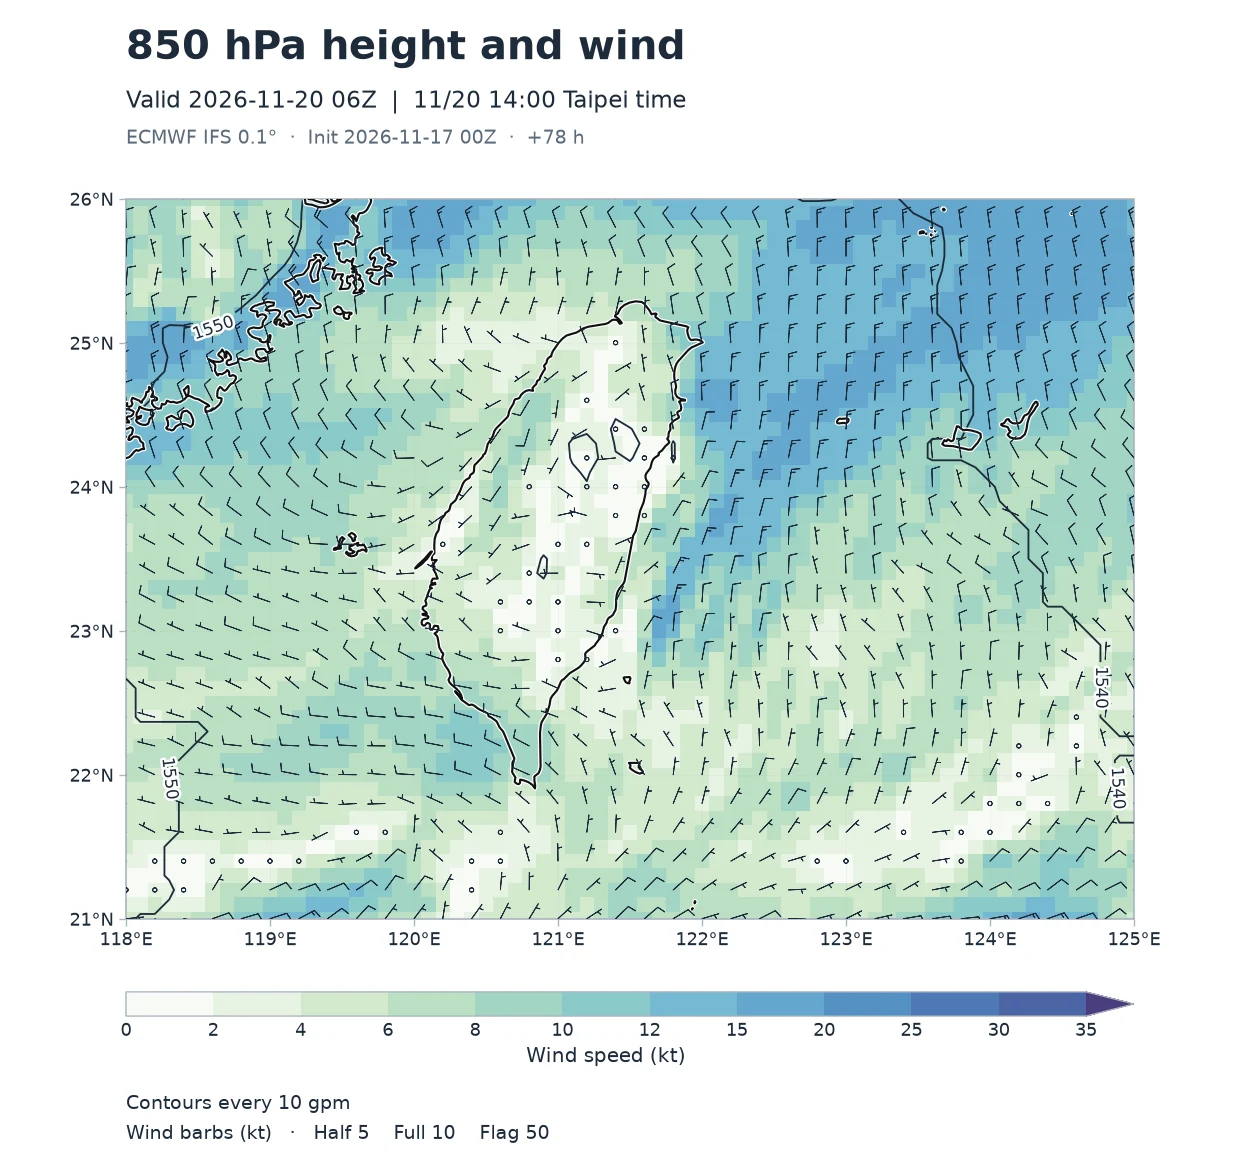 850 hPa height and wind
Valid 2026-11-20 06Z | 11/20 14:00 Taipei time
ECMWF IFS 0.1° · Init 2026-11-17 00Z · +78 h
26°N
25°N
24°N
23°N
22°N
21°N
1550
1550
1540
1540
118°E 119°E 120°E 121°E 122°E 123°E 124°E 125°E
0 2 4 6 8 10 12 15 20 25 30 35
Wind speed (kt)
Contours every 10 gpm
Wind barbs (kt) · Half 5 Full 10 Flag 50